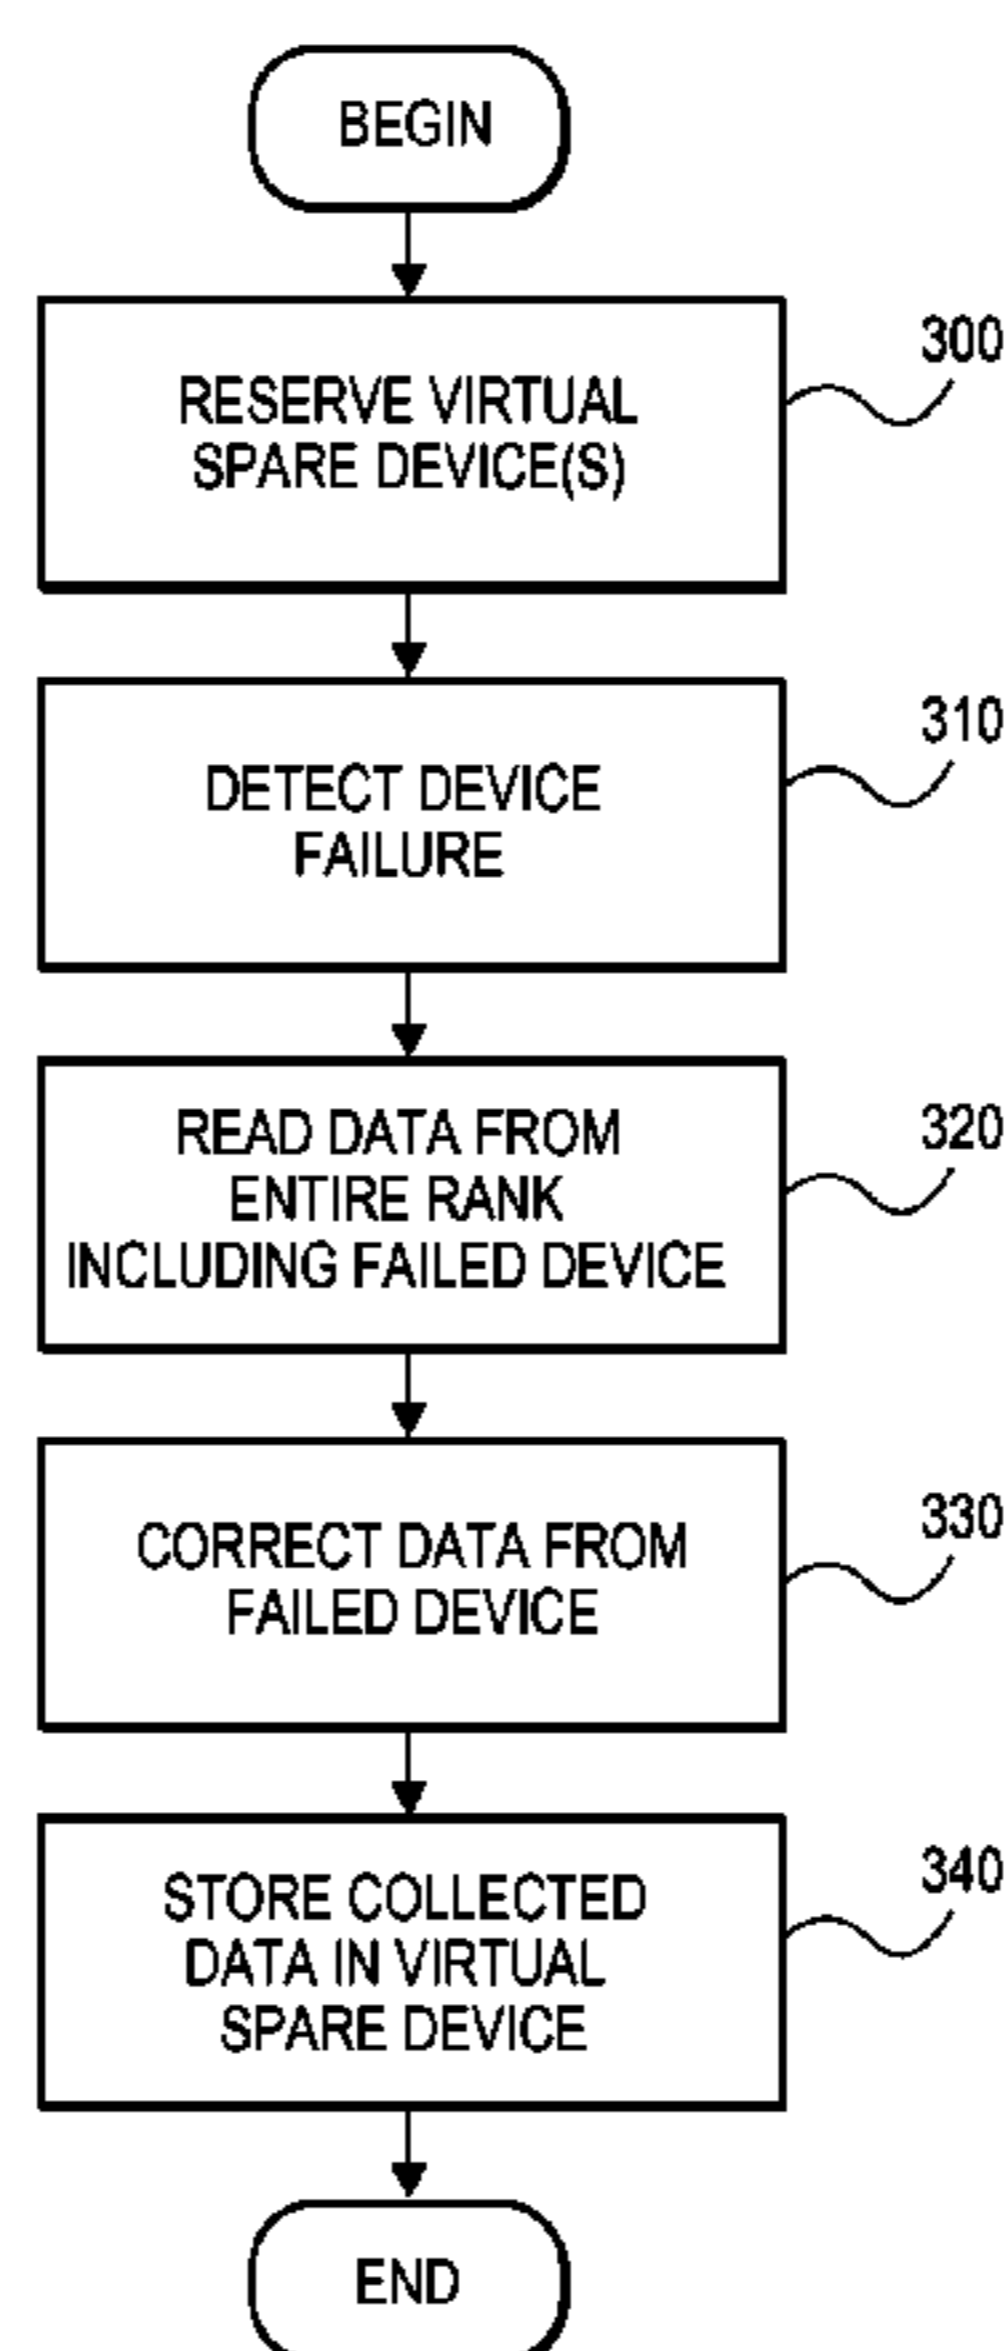 BEGIN
RESERVE VIRTUAL
SPARE DEVICE(S)
300
DETECT DEVICE
FAILURE
310
READ DATA FROM
ENTIRE RANK
INCLUDING FAILED DEVICE
320
CORRECT DATA FROM
FAILED DEVICE
330
STORE COLLECTED
DATA IN VIRTUAL
SPARE DEVICE
340
END